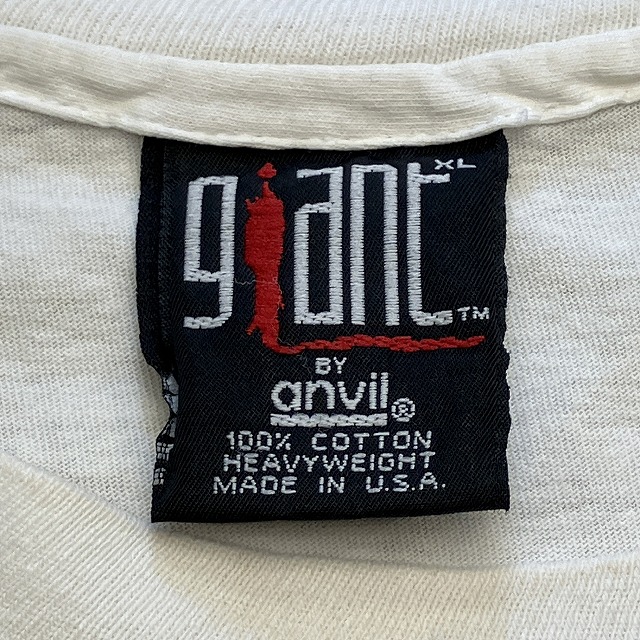 giant XL
TM
BY
anvil ®
100% COTTON
HEAVYWEIGHT
MADE IN U.S.A.